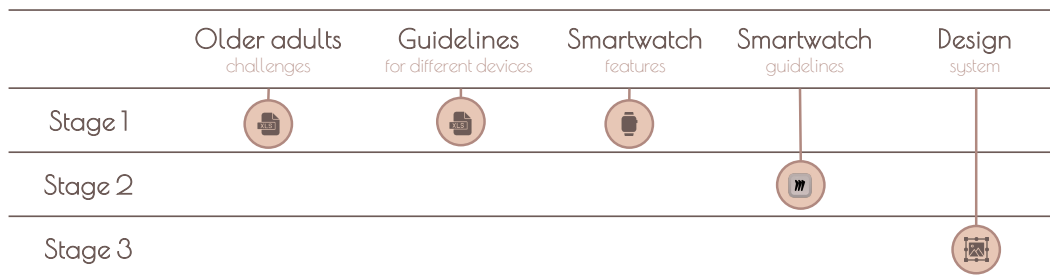 Older adults
challenges
Guidelines
for different devices
Smartwatch
features
Smartwatch
guidelines
Design
system
Stage 1
XLS
XLS
Stage 2
m
Stage 3